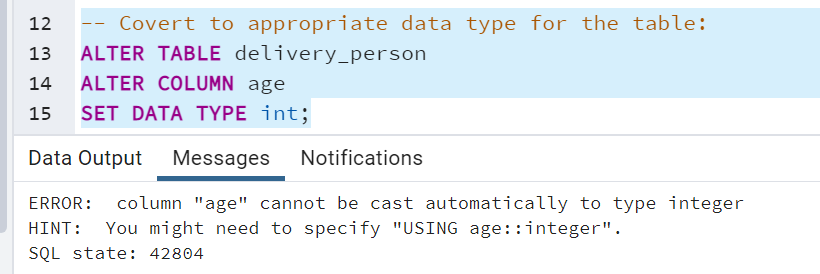 12 -- Covert to appropriate data type for the table:
13 ALTER TABLE delivery_person
14 ALTER COLUMN age
15 SET DATA TYPE int;
Data Output Messages Notifications
ERROR:  column "age" cannot be cast automatically to type integer
HINT:  You might need to specify "USING age::integer".
SQL state: 42804